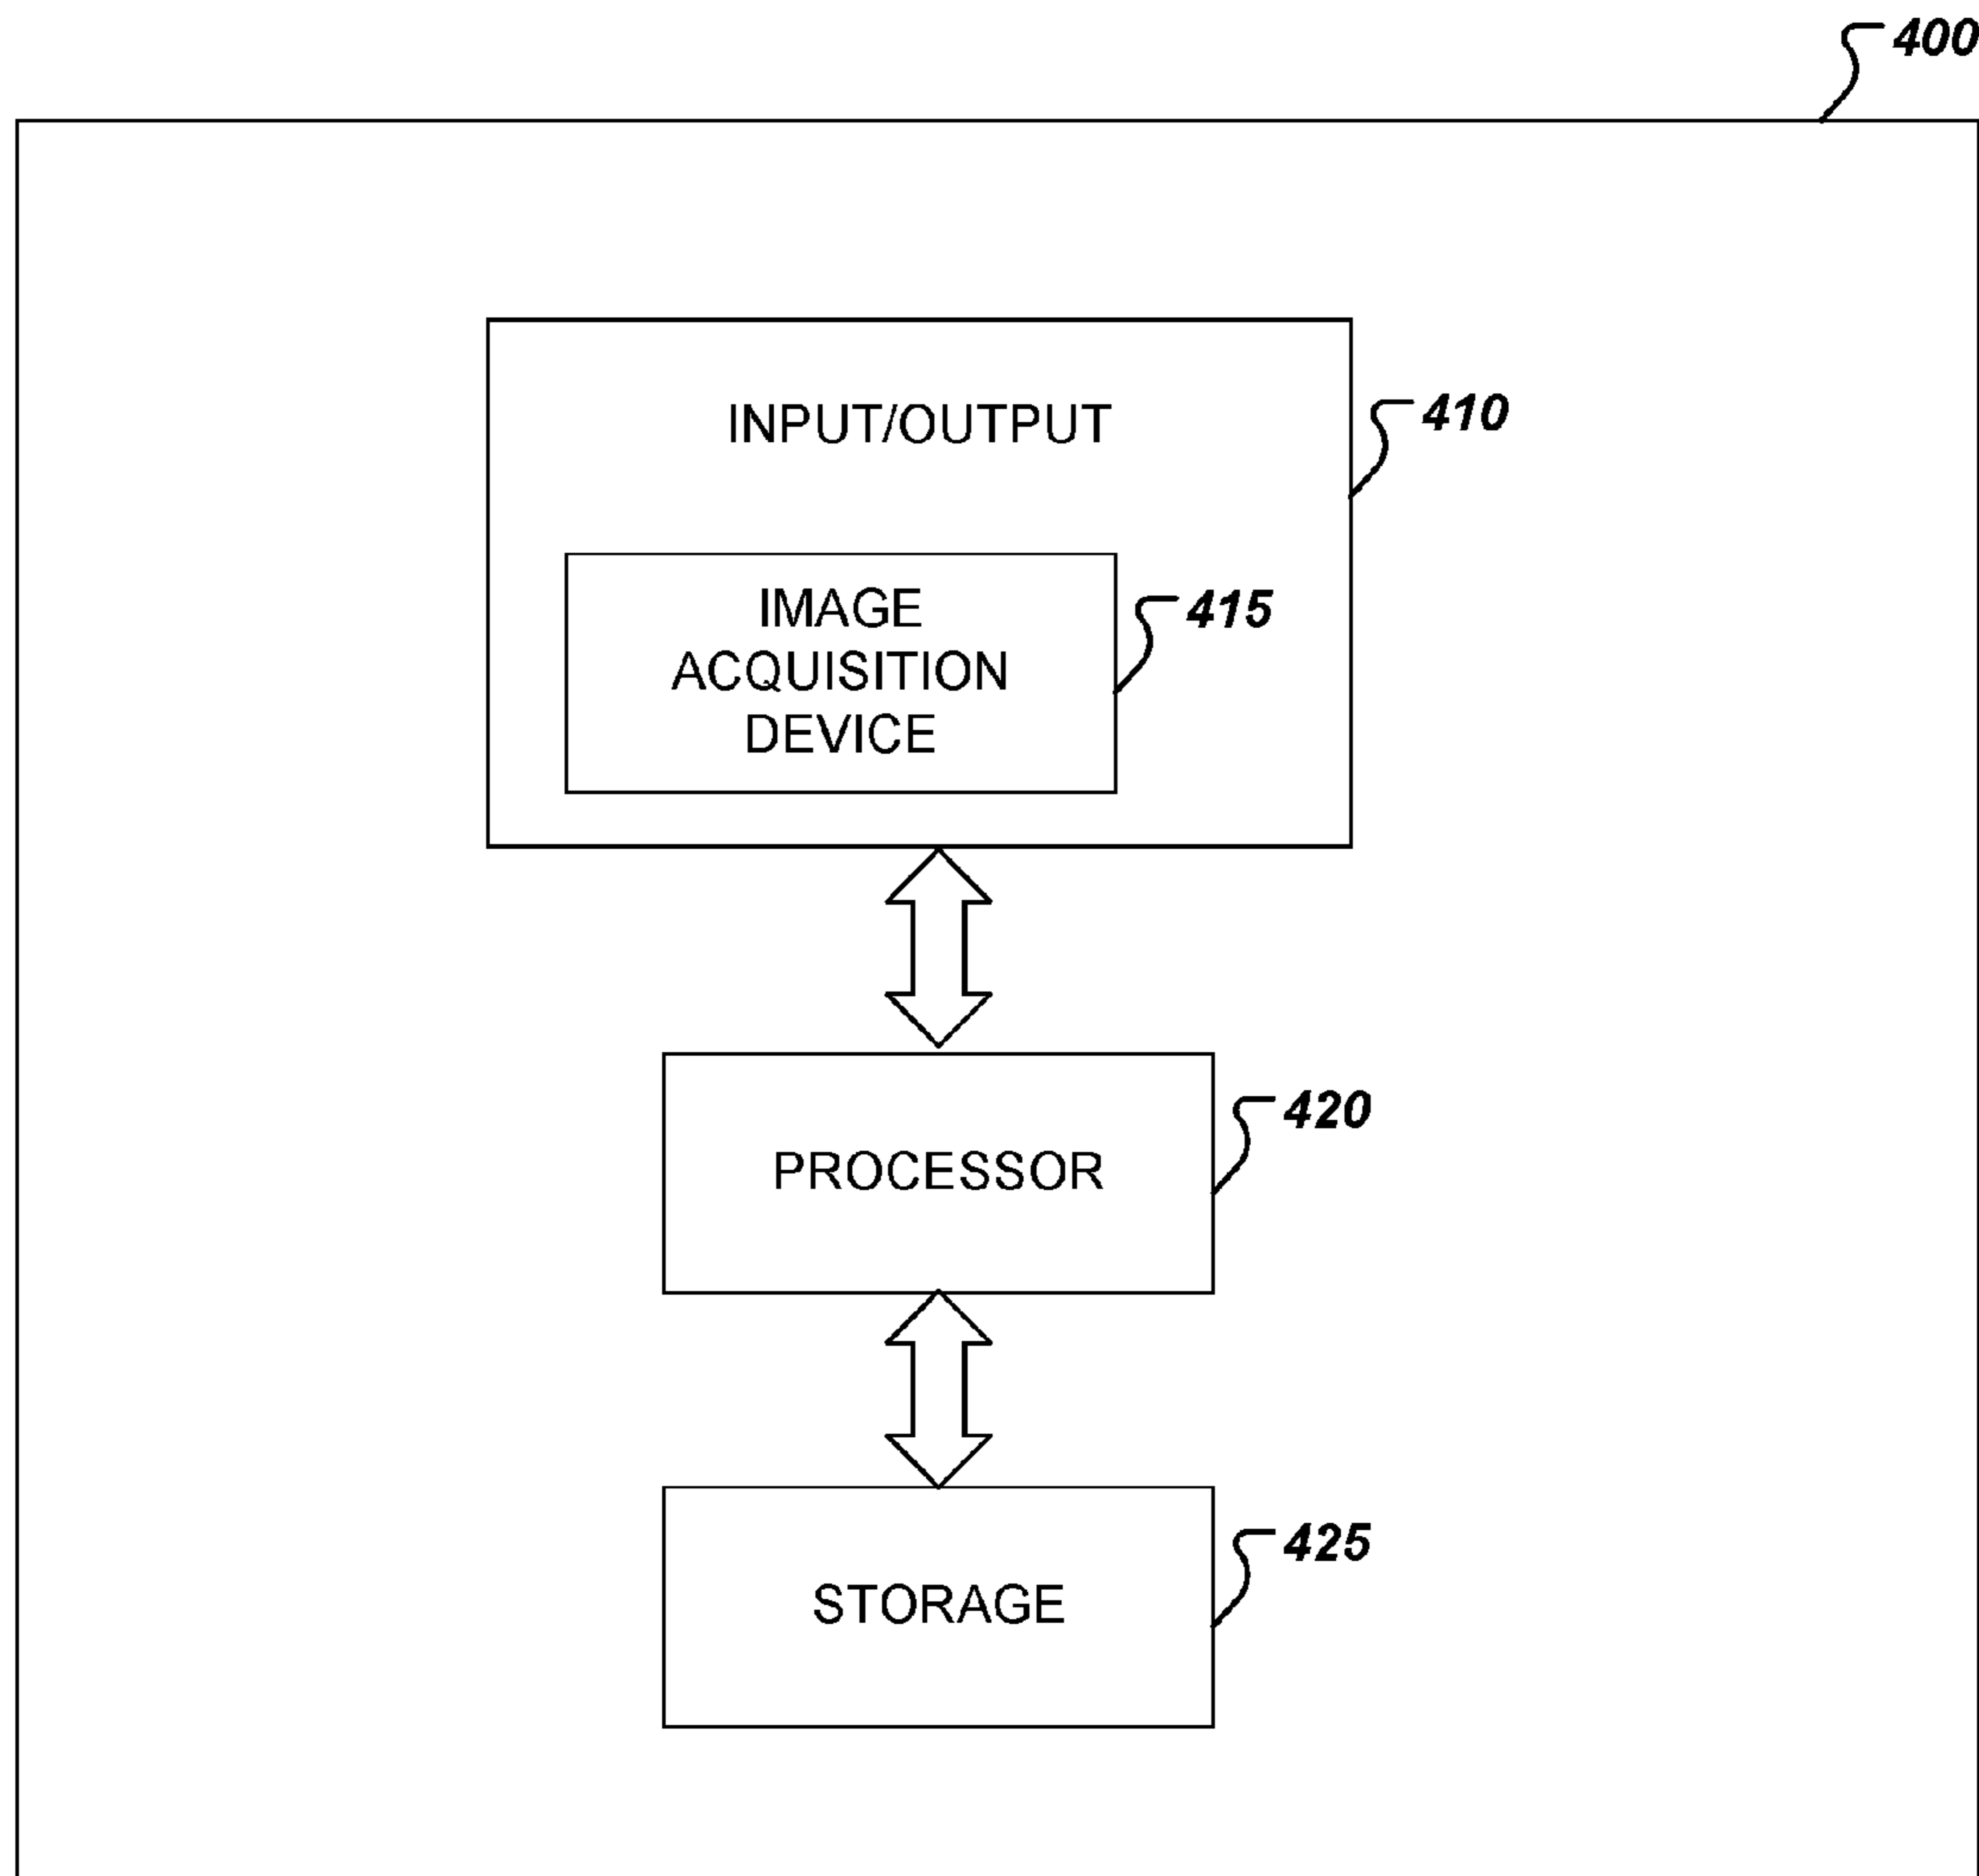 400
INPUT/OUTPUT
410
IMAGE
ACQUISITION
DEVICE
415
PROCESSOR
420
STORAGE
425